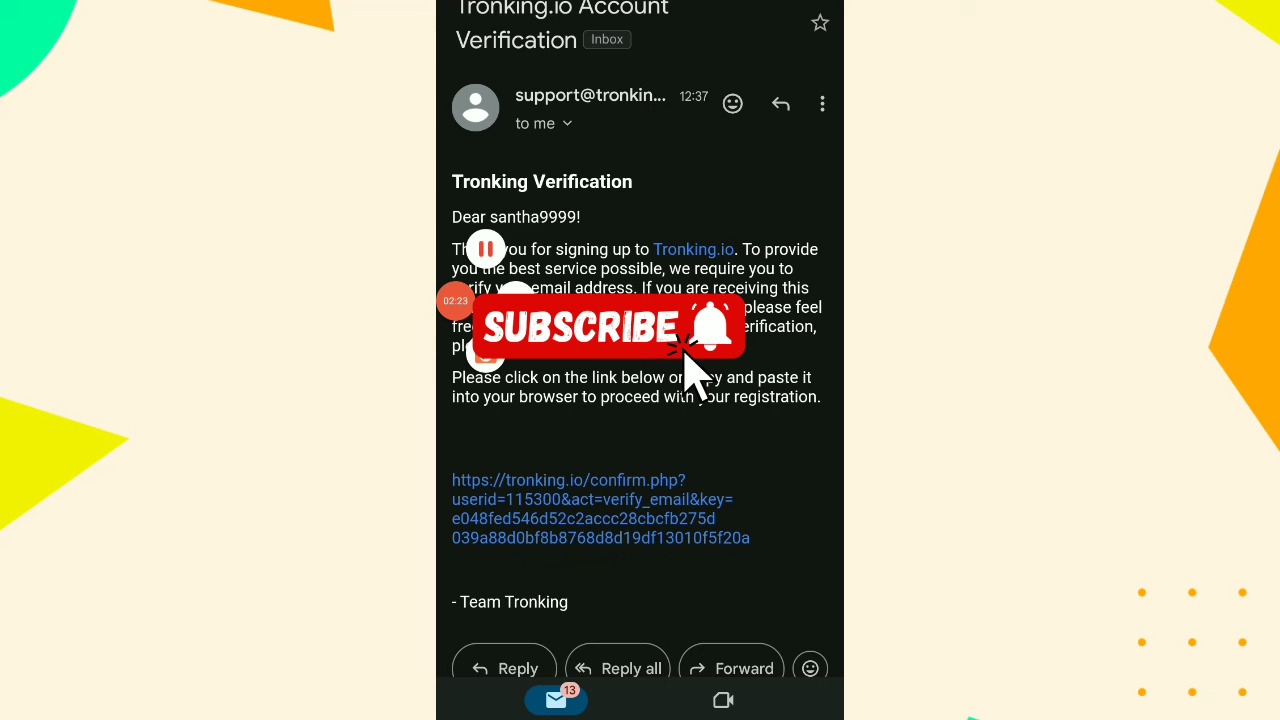 Tronking.io Account
Verification Inbox
support@tronkin... 12:37
to me
Tronking Verification
Dear santha9999!
you for signing up to Tronking.io. To provide
you the best service possible, we require you to
email address. If you are receiving this
please feel
02:23
SUBSCRIBE
Please click on the link below or and paste it
into your browser to proceed with your registration.
https://tronking.io/confirm.php?
userid=115300&act=verify_email&key=
e048fed546d52c2accc28cbcfb275d
039a88d0bf8b8768d8d19df13010f5f20a
- Team Tronking
Reply Reply all Forward
13